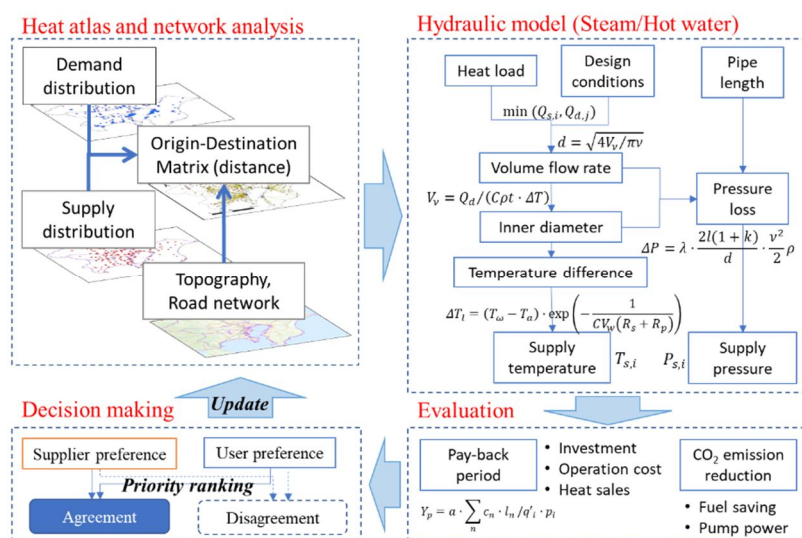 Heat atlas and network analysis
Demand
distribution
Origin-Destination
Matrix (distance)
Supply
distribution
Topography,
Road network
Hydraulic model (Steam/Hot water)
Heat load
Design
conditions
Pipe
length
min (Q_{s,i}, Q_{d,j})
d = √(4V_v/πv)
Volume flow rate
V_v = Q_d/(Cρt · ΔT)
Pressure
loss
Inner diameter
ΔP = λ · 2l(1 + k)/d · v²/2 ρ
Temperature difference
ΔT_l = (T_ω − T_a) · exp(− 1/(CV_w(R_s + R_p)))
Supply
temperature
T_{s,i}
P_{s,i}
Supply
pressure
Decision making
Update
Supplier preference
User preference
Priority ranking
Agreement
Disagreement
Evaluation
Pay-back
period
• Investment
• Operation cost
• Heat sales
CO₂ emission
reduction
Y_p = a · ∑_n c_n · l_n/q'_i · p_i
• Fuel saving
• Pump power